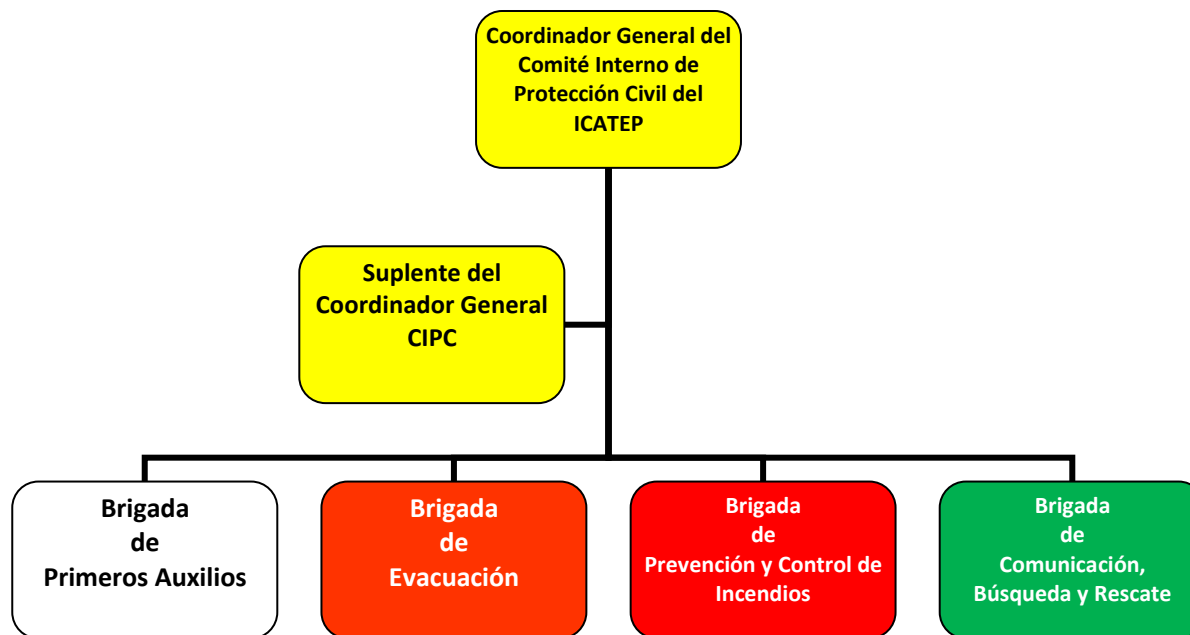 Coordinador General del
Comité Interno de
Protección Civil del
ICATEP
Suplente del
Coordinador General
CIPC
Brigada
de
Primeros Auxilios
Brigada
de
Evacuación
Brigada
de
Prevención y Control de
Incendios
Brigada
de
Comunicación,
Búsqueda y Rescate